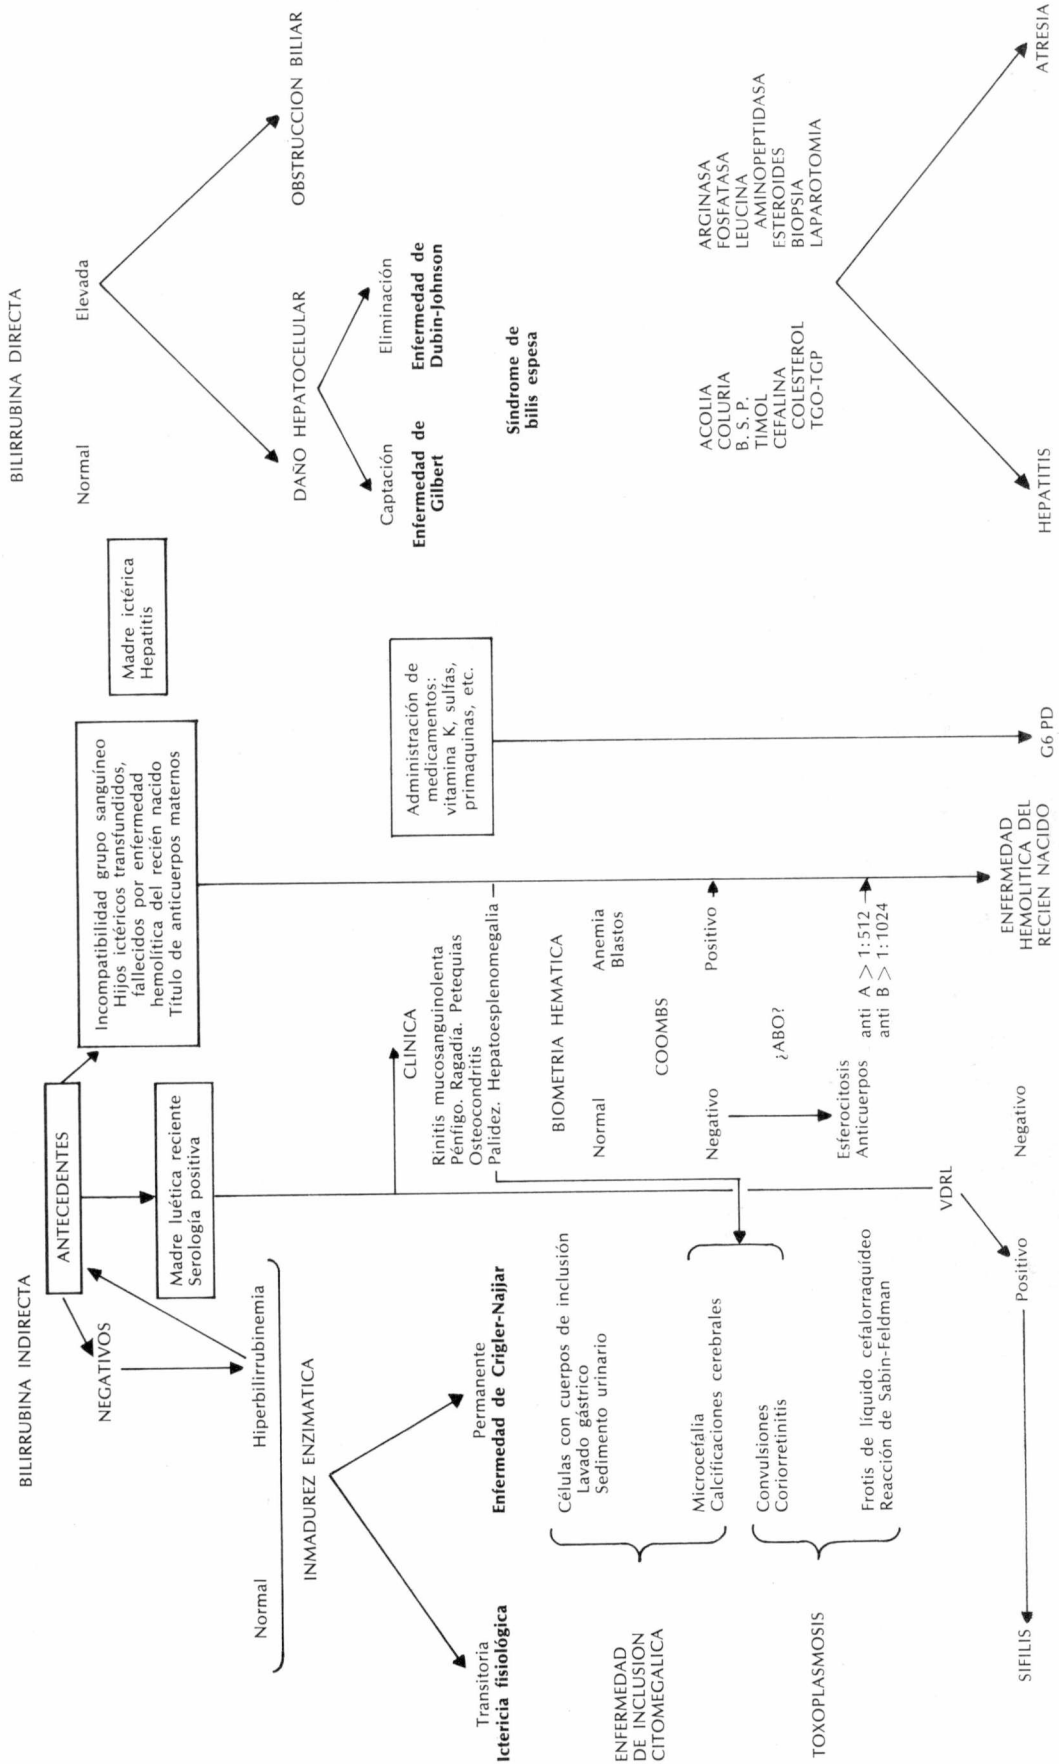 BILIRRUBINA INDIRECTA
BILIRRUBINA DIRECTA
ANTECEDENTES
NEGATIVOS
Normal
Hiperbilirrubinemia
Madre luética reciente
Serología positiva
Incompatibilidad grupo sanguíneo
Hijos ictéricos transfundidos,
fallecidos por enfermedad
hemolítica del recién nacido
Título de anticuerpos maternos
Madre ictérica
Hepatitis
Normal
Elevada
INMADUREZ ENZIMATICA
DAÑO HEPATOCELULAR
OBSTRUCCION BILIAR
Transitoria
Ictericia fisiológica
Permanente
Enfermedad de Crigler-Najjar
CLINICA
Rinitis mucosanguinolenta
Pénfigo. Ragadía. Petequias
Osteocondritis
Palidez. Hepatoesplenomegalia
Administración de
medicamentos:
vitamina K, sulfas,
primaquinas, etc.
Captación
Enfermedad de
Gilbert
Eliminación
Enfermedad de
Dubin-Johnson
Síndrome de
bilis espesa
ENFERMEDAD
DE INCLUSION
CITOMEGALICA
Células con cuerpos de inclusión
Lavado gástrico
Sedimento urinario
Microcefalia
Calcificaciones cerebrales
BIOMETRIA HEMATICA
Normal
Anemia
Blastos
COOMBS
Negativo
Positivo
¿ABO?
TOXOPLASMOSIS
Convulsiones
Coriorretinitis
Frotis de líquido cefalorraquídeo
Reacción de Sabin-Feldman
Esferocitosis
Anticuerpos
anti A > 1:512
anti B > 1:1024
ACOLIA
COLURIA
B. S. P.
TIMOL
CEFALINA
COLESTEROL
TGO-TGP
ARGINASA
FOSFATASA
LEUCINA
AMINOPEPTIDASA
ESTEROIDES
BIOPSIA
LAPAROTOMIA
VDRL
SIFILIS
Positivo
Negativo
ENFERMEDAD
HEMOLITICA DEL
RECIEN NACIDO
G6 PD
HEPATITIS
ATRESIA